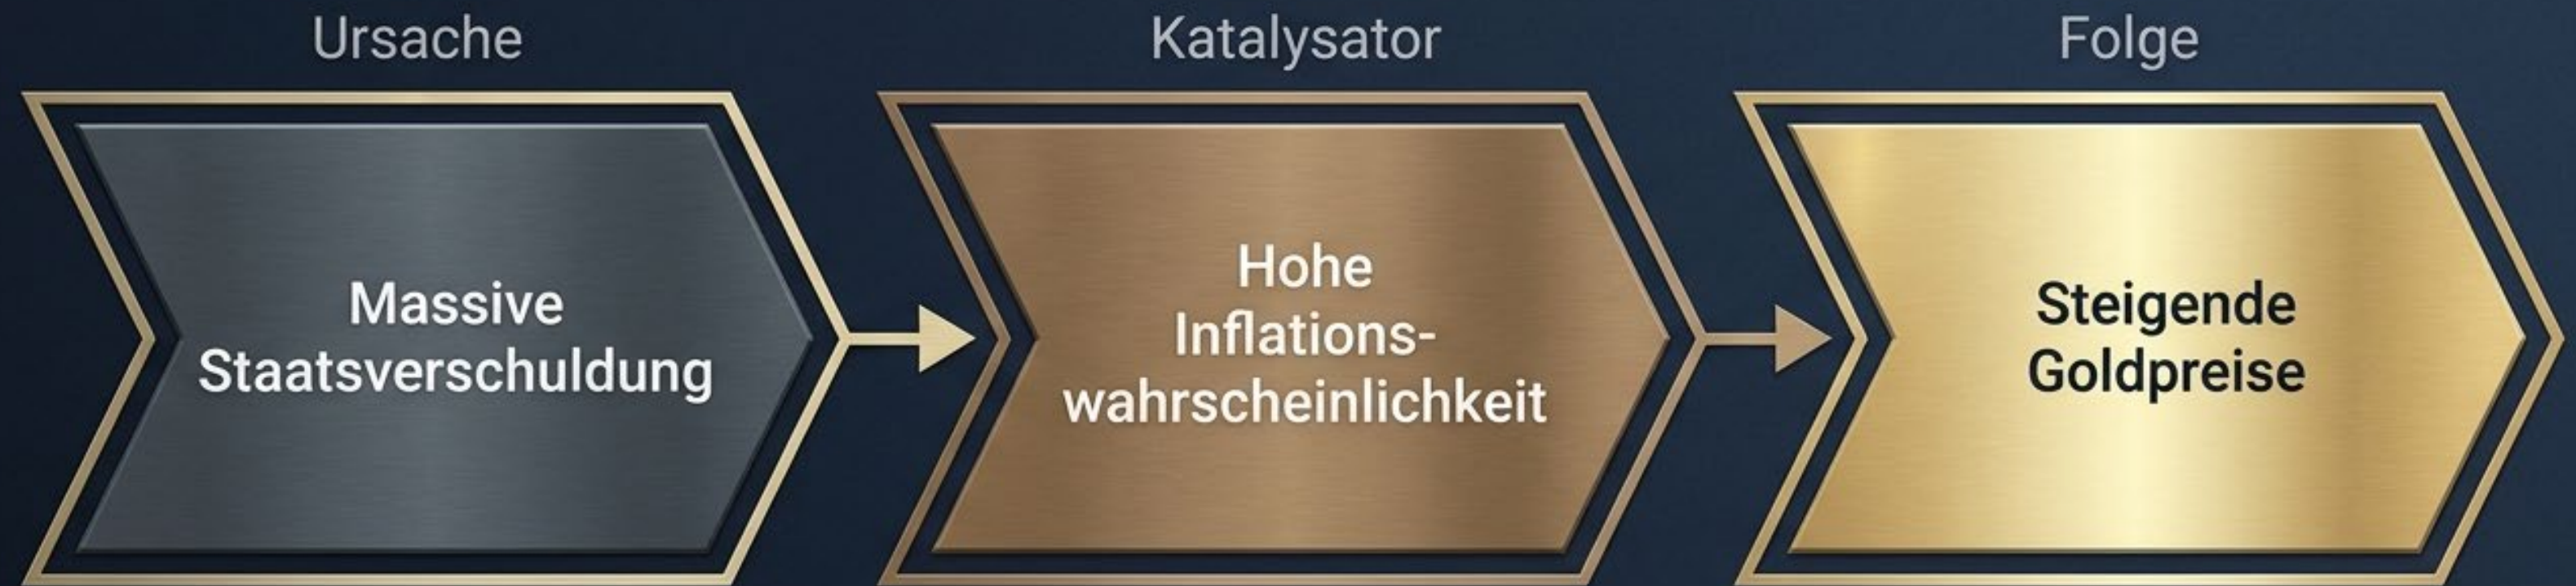 Ursache
Katalysator
Folge
Massive
Staatsverschuldung
Hohe
Inflations-
wahrscheinlichkeit
Steigende
Goldpreise